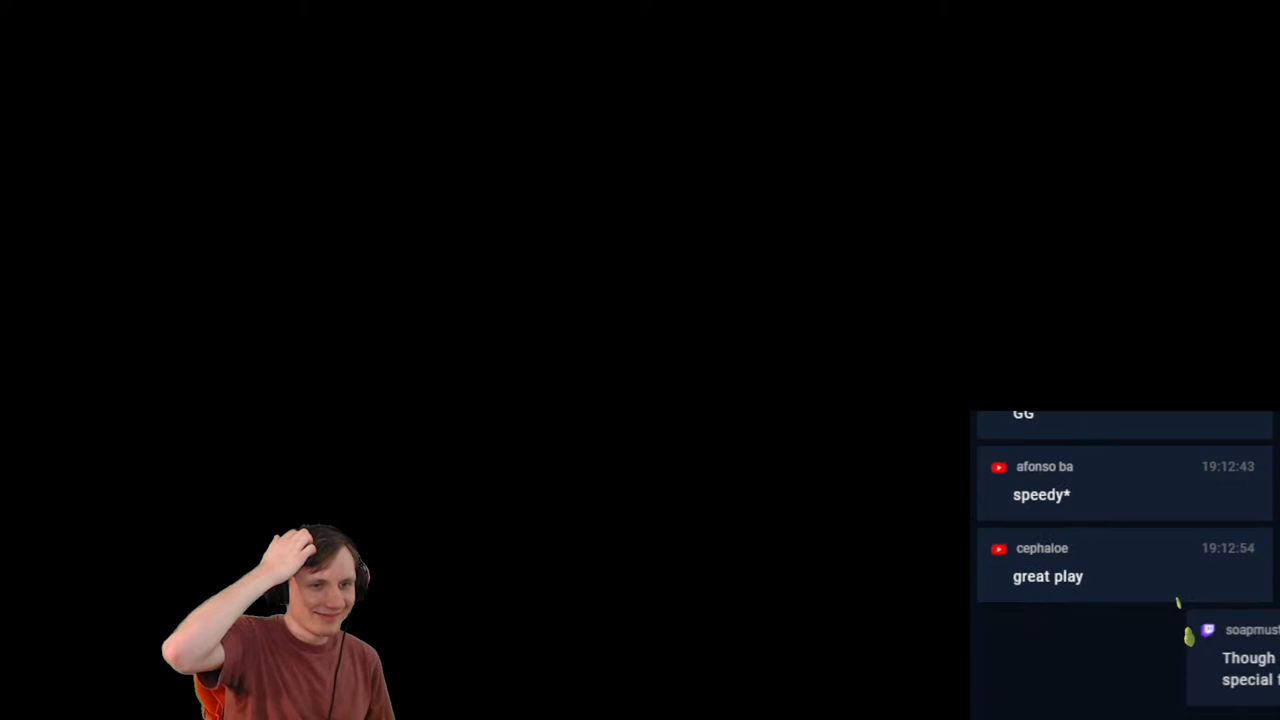 GG
afonso ba 19:12:43
speedy*
cephaloe 19:12:54
great play
Though
special